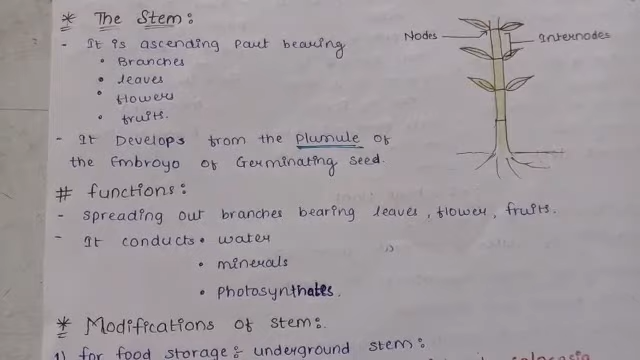 * The Stem:
Nodes
Internodes
- It is ascending part bearing
• Branches
• leaves
• flowers
• fruits.
- It Develops from the Plumule of
the Embroyo of Germinating seed.
# functions:
- spreading out branches bearing leaves, flower, fruits.
- It conducts • water
• minerals
• Photosynthates.
* Modifications of stem:.
1) for food storage: underground stem:
colocasia